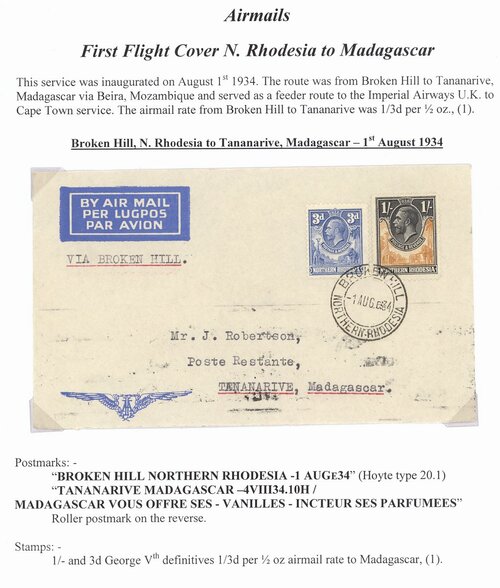 Airmails
First Flight Cover N. Rhodesia to Madagascar
This service was inaugurated on August 1st 1934. The route was from Broken Hill to Tananarive,
Madagascar via Beira, Mozambique and served as a feeder route to the Imperial Airways U.K. to
Cape Town service. The airmail rate from Broken Hill to Tananarive was 1/3d per ½ oz., (1).
Broken Hill, N. Rhodesia to Tananarive, Madagascar – 1st August 1934
BY AIR MAIL
PER LUGPOS
PAR AVION
3d 3d
NORTHERN RHODESIA
1/- 1/-
NORTHERN RHODESIA
VIA BROKEN HILL.
BROKEN HILL
-1 AUG E34
NORTHERN-RHODESIA
Mr. J. Robertson,
Poste Restante,
TANANARIVE, Madagascar.
Postmarks: -
“BROKEN HILL NORTHERN RHODESIA -1 AUGE34” (Hoyte type 20.1)
“TANANARIVE MADAGASCAR –4VIII34.10H /
MADAGASCAR VOUS OFFRE SES - VANILLES - INCTEUR SES PARFUMEES”
Roller postmark on the reverse.
Stamps: -
1/- and 3d George Vth definitives 1/3d per ½ oz airmail rate to Madagascar, (1).